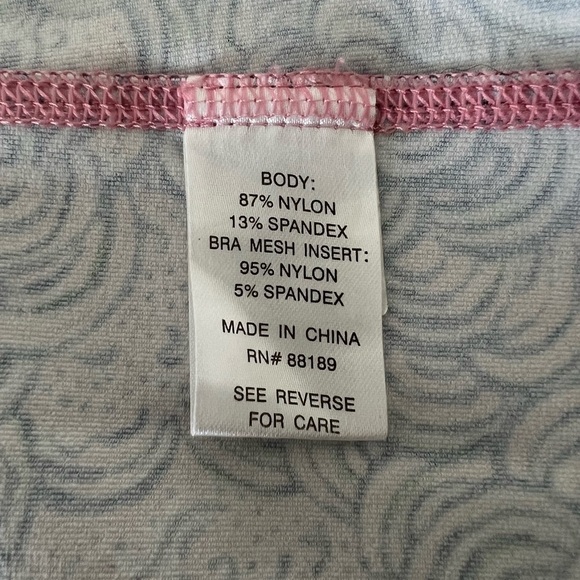 BODY:
87% NYLON
13% SPANDEX
BRA MESH INSERT:
95% NYLON
5% SPANDEX
MADE IN CHINA
RN# 88189
SEE REVERSE
FOR CARE